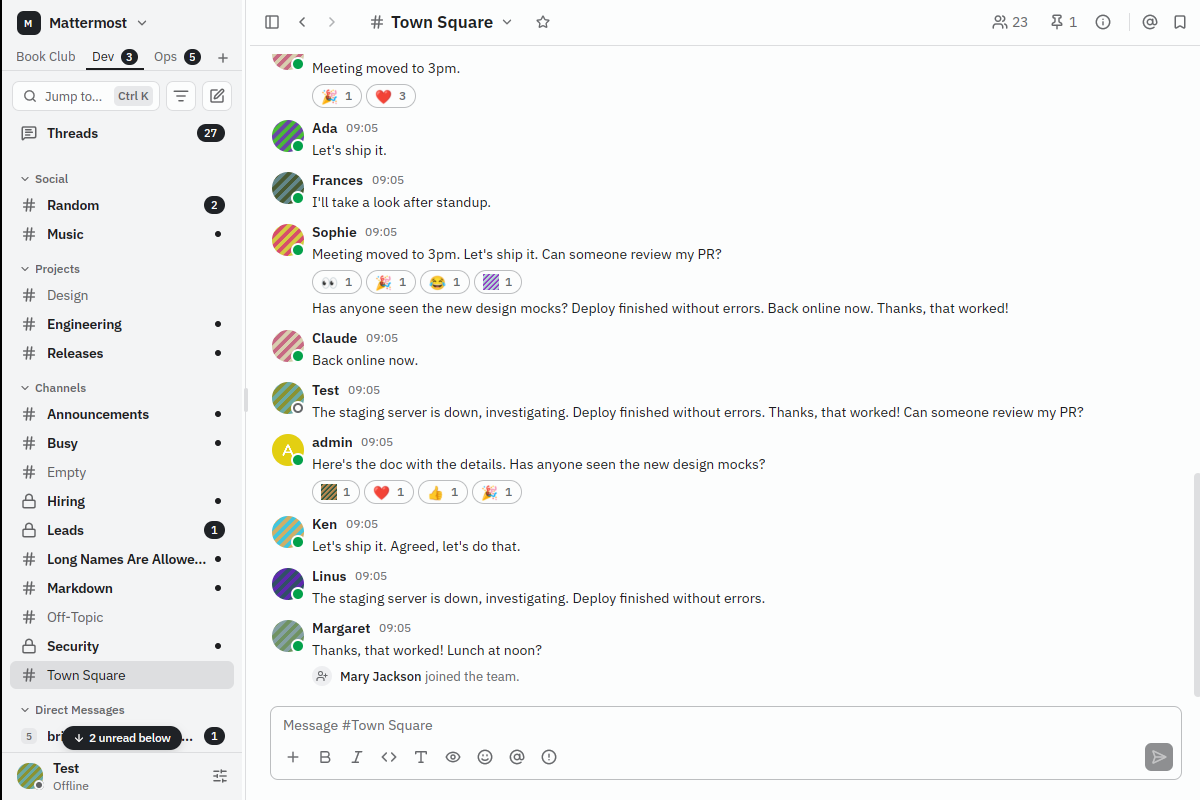 M Mattermost
Book Club Dev 3 Ops 5
Jump to... Ctrl K
Threads 27
Social
Random 2
Music
Projects
Design
Engineering
Releases
Channels
Announcements
Busy
Empty
Hiring
Leads 1
Long Names Are Allowe...
Markdown
Off-Topic
Security
Town Square
Direct Messages
5 bri ... 1
2 unread below
Test
Offline
Town Square
23 1
Meeting moved to 3pm.
1 3
Ada 09:05
Let's ship it.
Frances 09:05
I'll take a look after standup.
Sophie 09:05
Meeting moved to 3pm. Let's ship it. Can someone review my PR?
1 1 1 1
Has anyone seen the new design mocks? Deploy finished without errors. Back online now. Thanks, that worked!
Claude 09:05
Back online now.
Test 09:05
The staging server is down, investigating. Deploy finished without errors. Thanks, that worked! Can someone review my PR?
A admin 09:05
Here's the doc with the details. Has anyone seen the new design mocks?
1 1 1 1
Ken 09:05
Let's ship it. Agreed, let's do that.
Linus 09:05
The staging server is down, investigating. Deploy finished without errors.
Margaret 09:05
Thanks, that worked! Lunch at noon?
Mary Jackson joined the team.
Message #Town Square